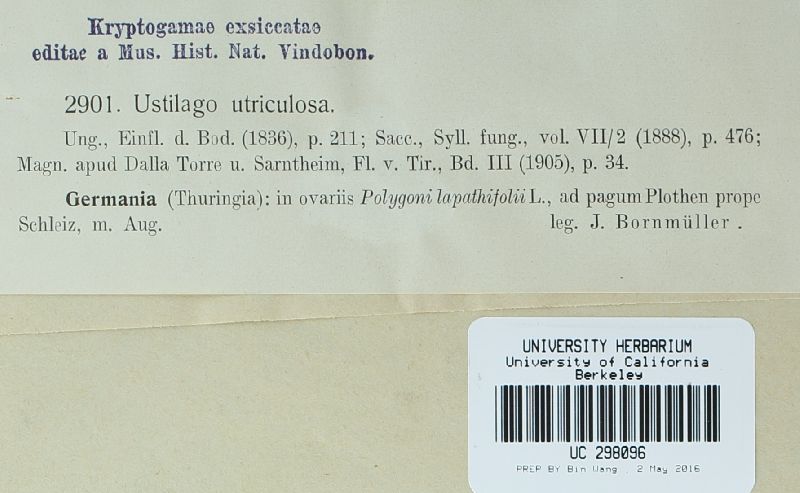 Kryptogamae exsiccatae
editae a Mus. Hist. Nat. Vindobon.
2901. Ustilago utriculosa.
Ung., Einfl. d. Bod. (1836), p. 211; Sacc., Syll. fung., vol. VII/2 (1888), p. 476;
Magn. apud Dalla Torre u. Sarntheim, Fl. v. Tir., Bd. III (1905), p. 34.
Germania (Thuringia): in ovariis Polygoni lapathifolii L., ad pagum Plothen prope
Schleiz, m. Aug. leg. J. Bornmüller.
UNIVERSITY HERBARIUM
University of California
Berkeley
UC 298096
PREP BY Bin Wang . 2 May 2016